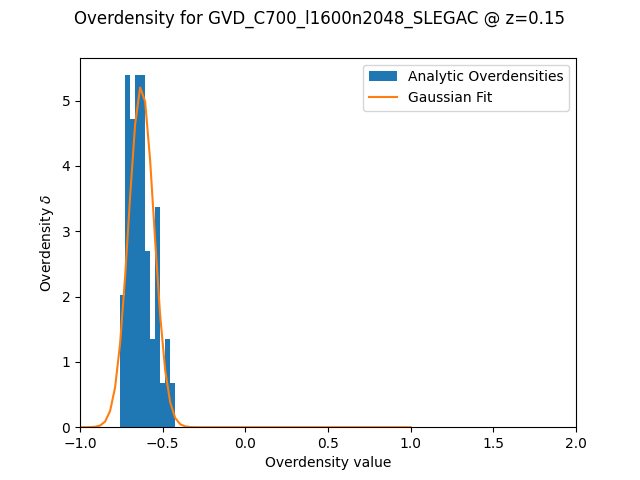 Overdensity for GVD_C700_l1600n2048_SLEGAC @ z=0.15
Analytic Overdensities
Gaussian Fit
Overdensity δ
5
4
3
2
1
0
−1.0
−0.5
0.0
0.5
1.0
1.5
2.0
Overdensity value